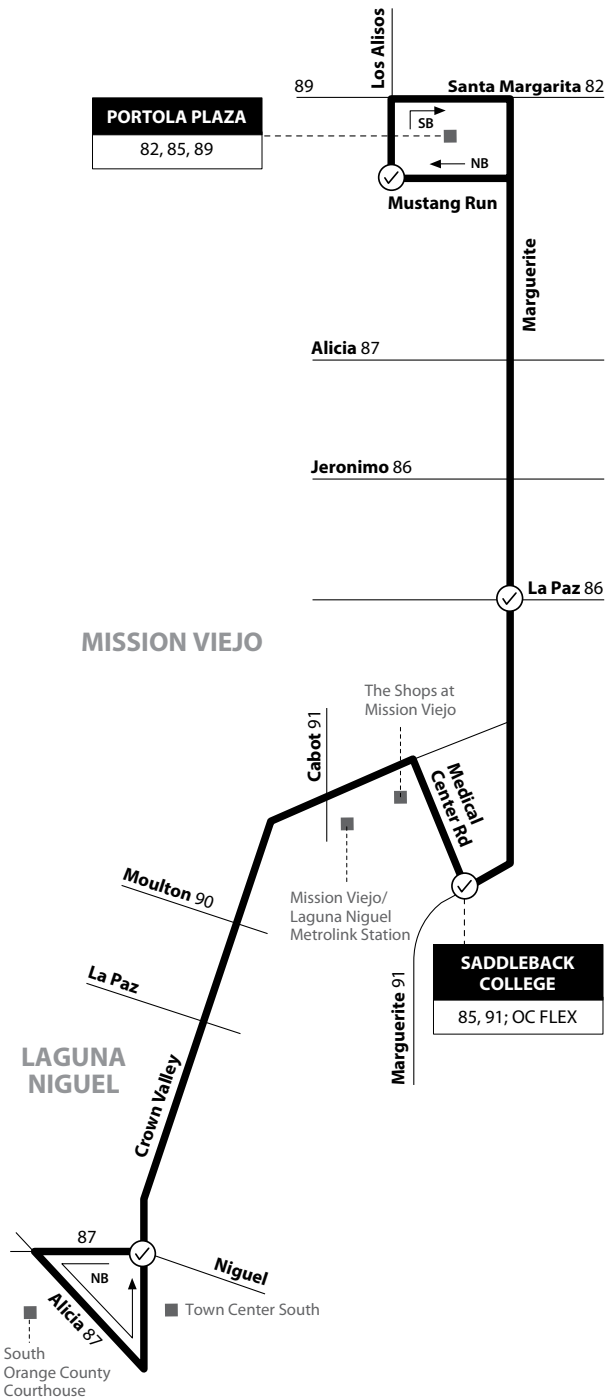 Los Alisos
89
Santa Margarita 82
PORTOLA PLAZA
82, 85, 89
SB
NB
Mustang Run
Marguerite
Alicia 87
Jeronimo 86
La Paz 86
MISSION VIEJO
The Shops at
Mission Viejo
Cabot 91
Medical
Center Rd
Moulton 90
Mission Viejo/
Laguna Niguel
Metrolink Station
La Paz
SADDLEBACK
COLLEGE
85, 91; OC FLEX
Marguerite 91
LAGUNA
NIGUEL
Crown Valley
87
NB
Niguel
Alicia 87
Town Center South
South
Orange County
Courthouse